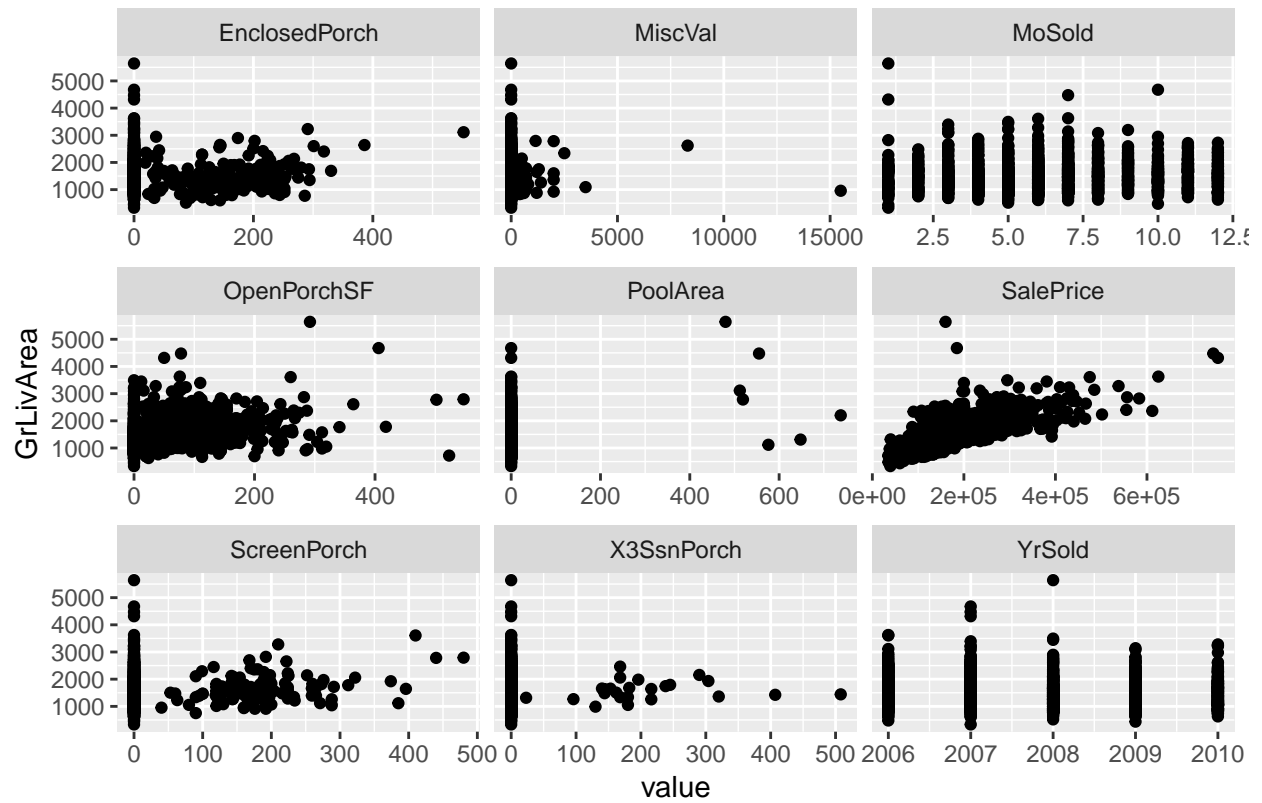 EnclosedPorch MiscVal MoSold
5000
4000
3000
2000
1000
0 200 400 0 5000 10000 15000 2.5 5.0 7.5 10.0 12.5
OpenPorchSF PoolArea SalePrice
5000
4000
3000
2000
1000
0 200 400 0 200 400 600 0e+00 2e+05 4e+05 6e+05
GrLivArea
ScreenPorch X3SsnPorch YrSold
5000
4000
3000
2000
1000
0 100 200 300 400 500 0 100 200 300 400 500 2006 2007 2008 2009 2010
value